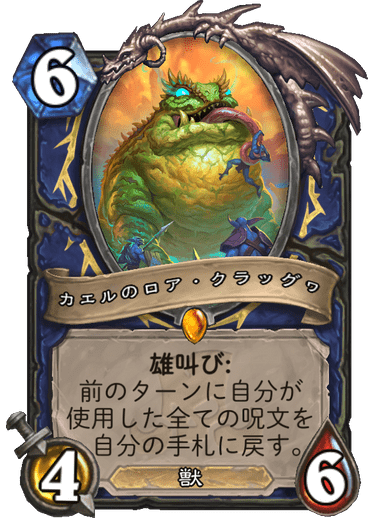 6
カエルのロア・クラッグヮ
雄叫び:
前のターンに自分が
使用した全ての呪文を
自分の手札に戻す。
獣
4
6